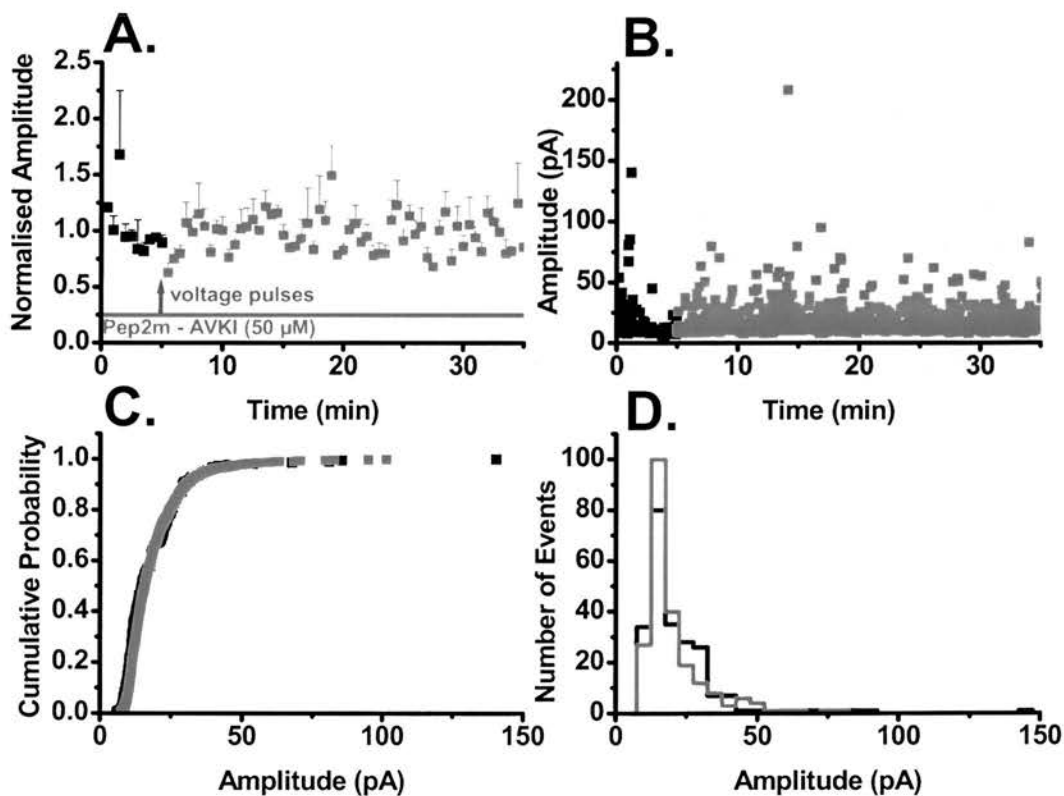 A.
Normalised Amplitude
2.5
2.0
1.5
1.0
0.5
0.0
voltage pulses
Pep2m - AVKI (50 µM)
0
10
20
30
Time (min)
B.
Amplitude (pA)
200
150
100
50
0
0
10
20
30
Time (min)
C.
Cumulative Probability
1.0
0.8
0.6
0.4
0.2
0.0
0
50
100
150
Amplitude (pA)
D.
Number of Events
100
80
60
40
20
0
0
50
100
150
Amplitude (pA)